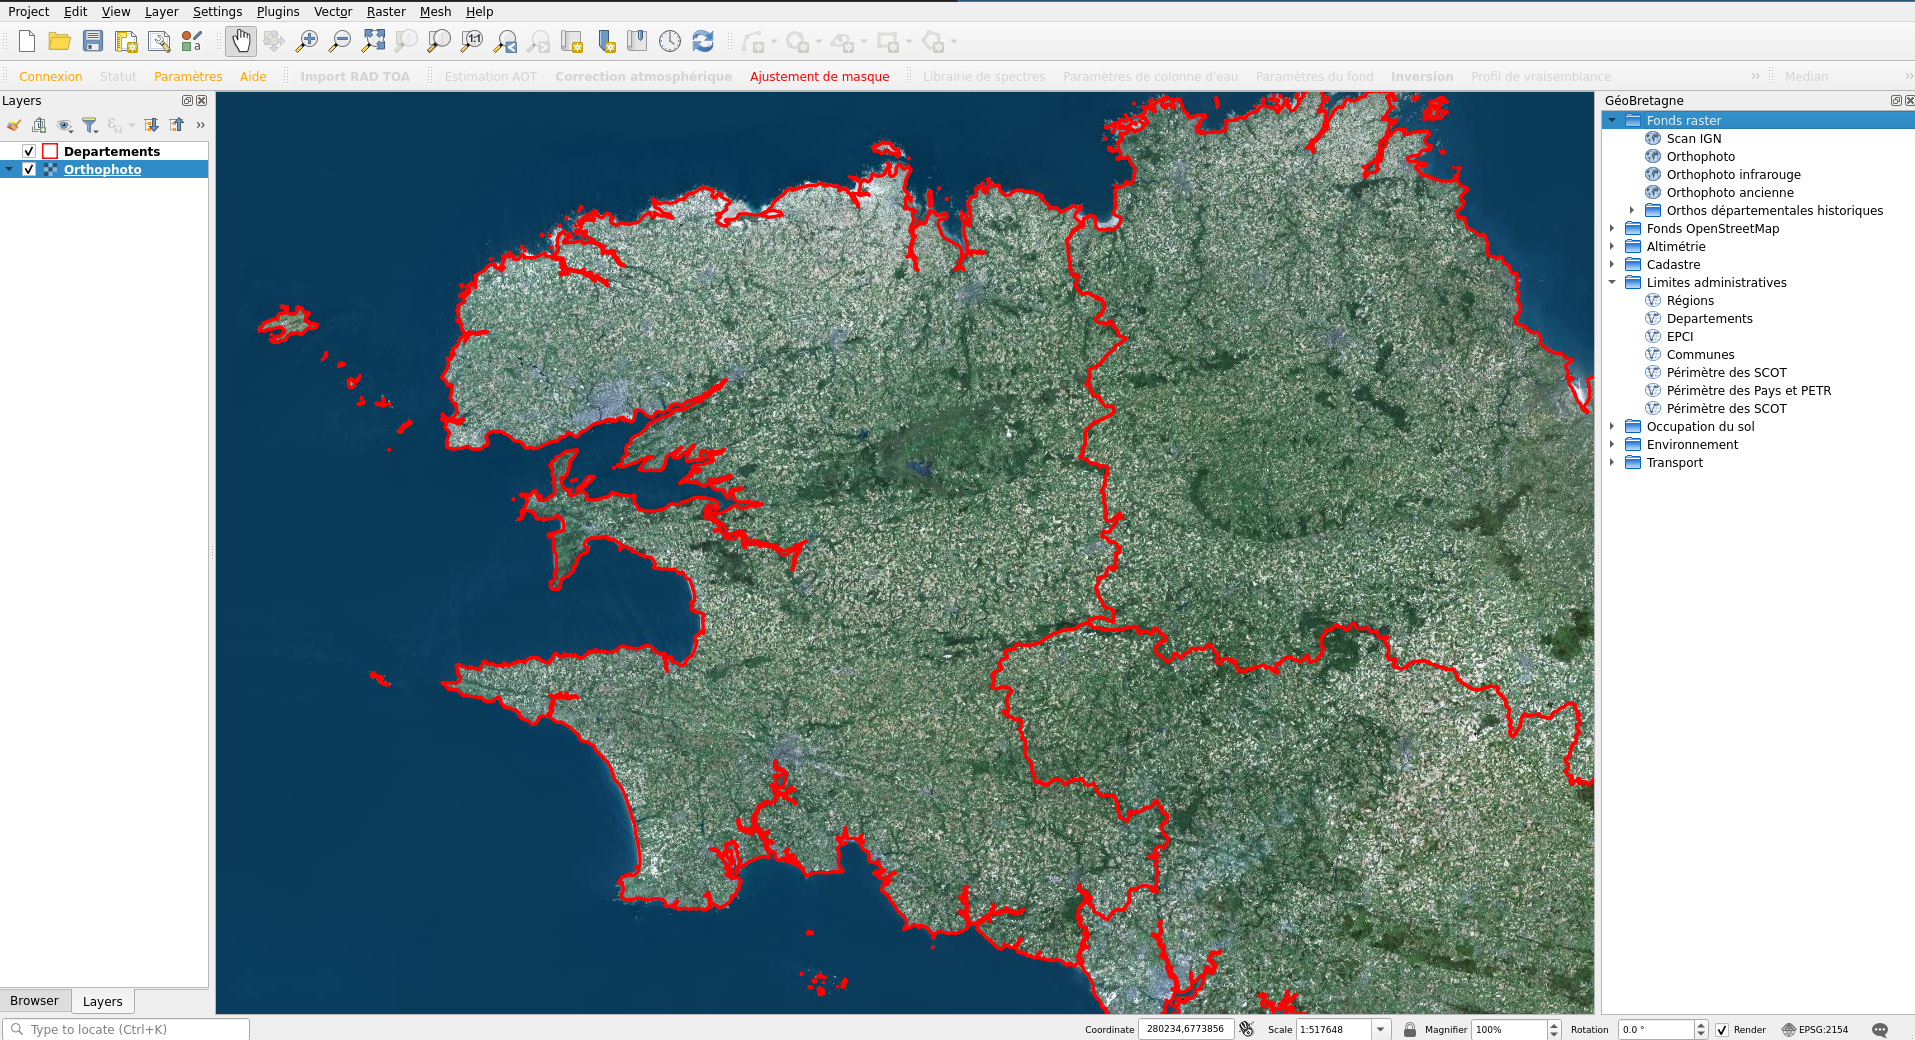 Project Edit View Layer Settings Plugins Vector Raster Mesh Help
Connexion Statut Paramètres Aide Import RAD TOA Estimation AOT Correction atmosphérique Ajustement de masque Librairie de spectres Paramètres de colonne d'eau Paramètres du fond Inversion Profil de vraisemblance Median
Layers
Departements
Orthophoto
GéoBretagne
Fonds raster
Scan IGN
Orthophoto
Orthophoto infrarouge
Orthophoto ancienne
Orthos départementales historiques
Fonds OpenStreetMap
Altimétrie
Cadastre
Limites administratives
Régions
Departements
EPCI
Communes
Périmètre des SCOT
Périmètre des Pays et PETR
Périmètre des SCOT
Occupation du sol
Environnement
Transport
Browser Layers
Type to locate (Ctrl+K) Coordinate 280234,6773856 Scale 1:517648 Magnifier 100% Rotation 0.0 ° Render EPSG:2154